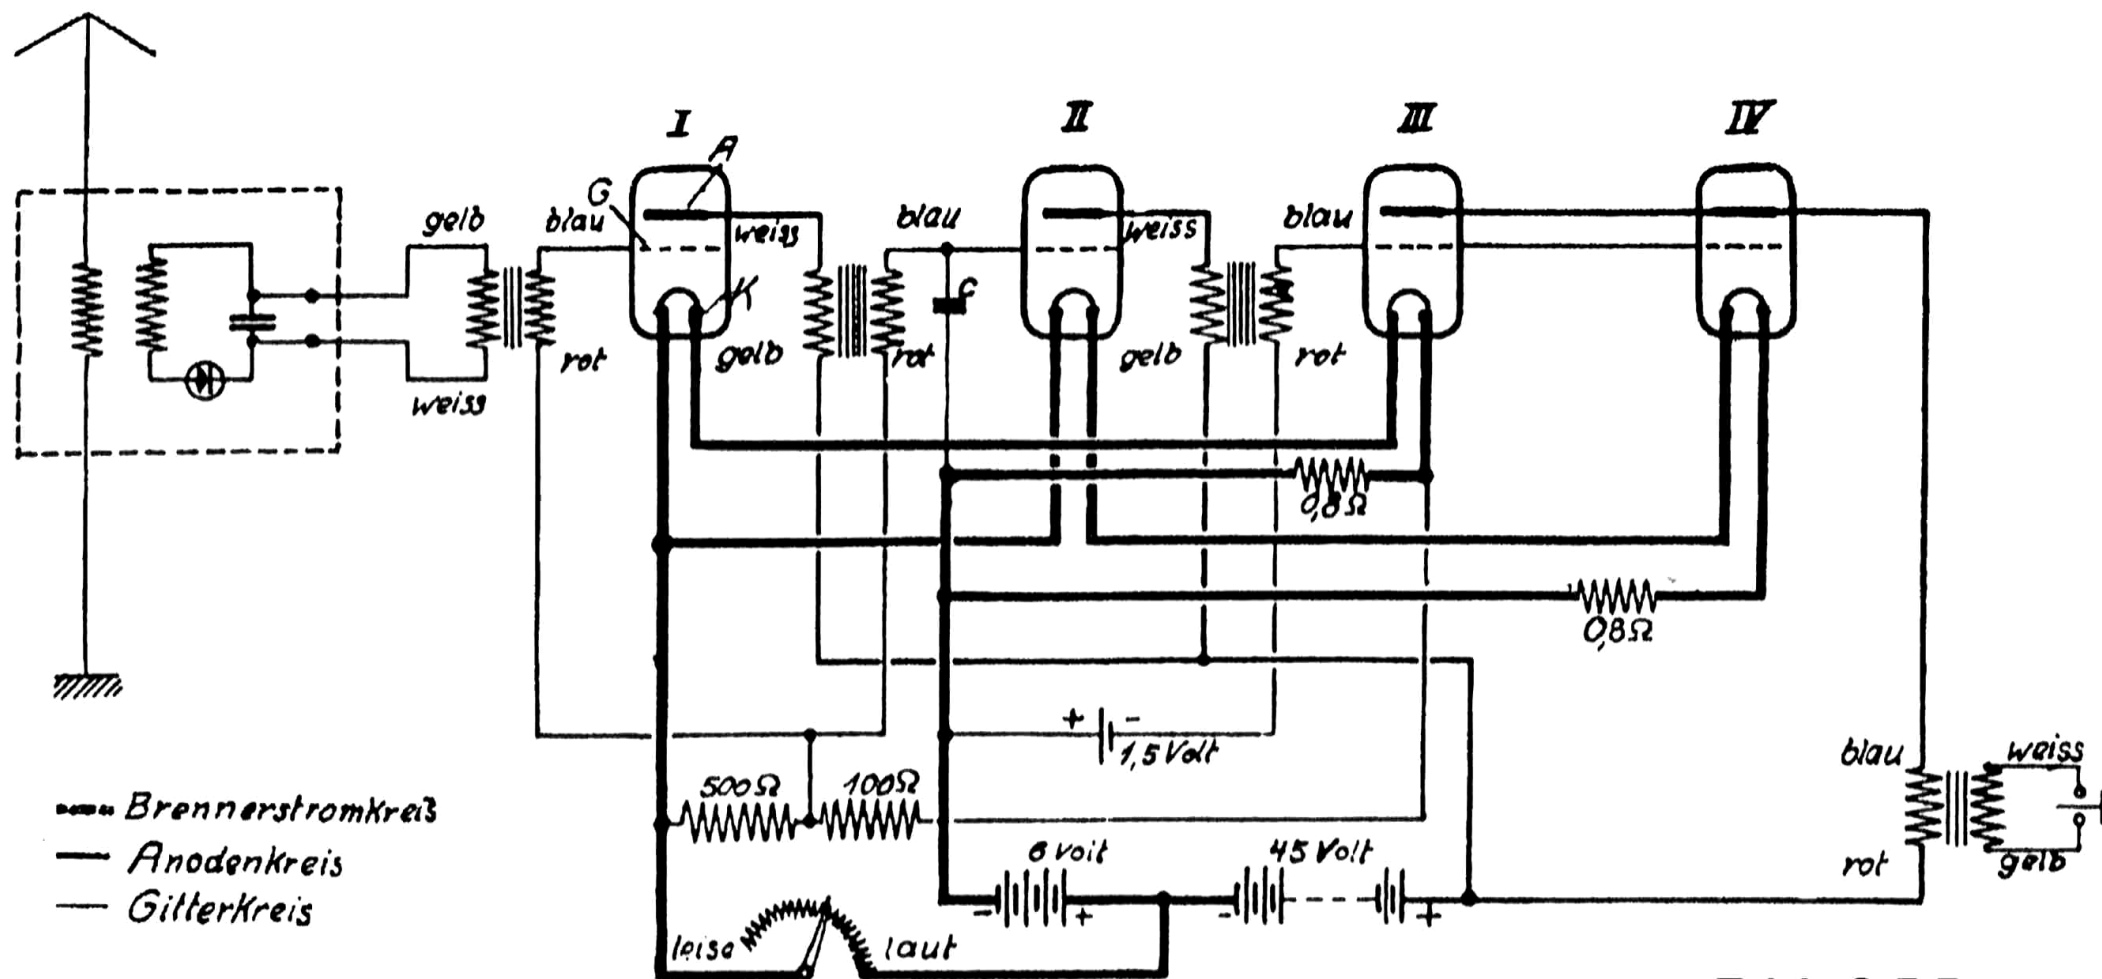 I
II
III
IV
A
G
K
gelb
blau
weiss
blau
weiss
blau
C
rot
gelb
rot
gelb
rot
weiss
0,8Ω
0,8Ω
+ -
1,5 Volt
blau
weiss
500Ω
100Ω
Brennerstromkreis
Anodenkreis
Gitterkreis
6 Volt
45 Volt
rot
gelb
- +
- +
leise
laut